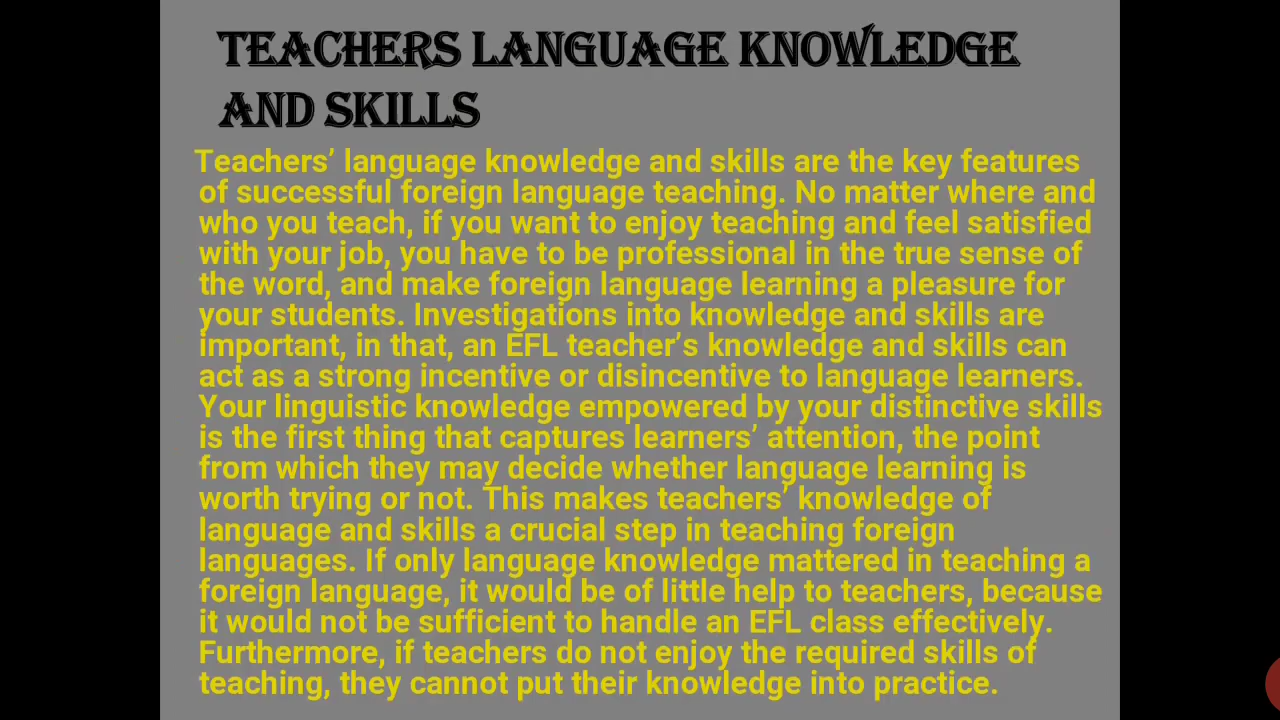 TEACHERS LANGUAGE KNOWLEDGE
AND SKILLS
Teachers’ language knowledge and skills are the key features
of successful foreign language teaching. No matter where and
who you teach, if you want to enjoy teaching and feel satisfied
with your job, you have to be professional in the true sense of
the word, and make foreign language learning a pleasure for
your students. Investigations into knowledge and skills are
important, in that, an EFL teacher’s knowledge and skills can
act as a strong incentive or disincentive to language learners.
Your linguistic knowledge empowered by your distinctive skills
is the first thing that captures learners’ attention, the point
from which they may decide whether language learning is
worth trying or not. This makes teachers’ knowledge of
language and skills a crucial step in teaching foreign
languages. If only language knowledge mattered in teaching a
foreign language, it would be of little help to teachers, because
it would not be sufficient to handle an EFL class effectively.
Furthermore, if teachers do not enjoy the required skills of
teaching, they cannot put their knowledge into practice.